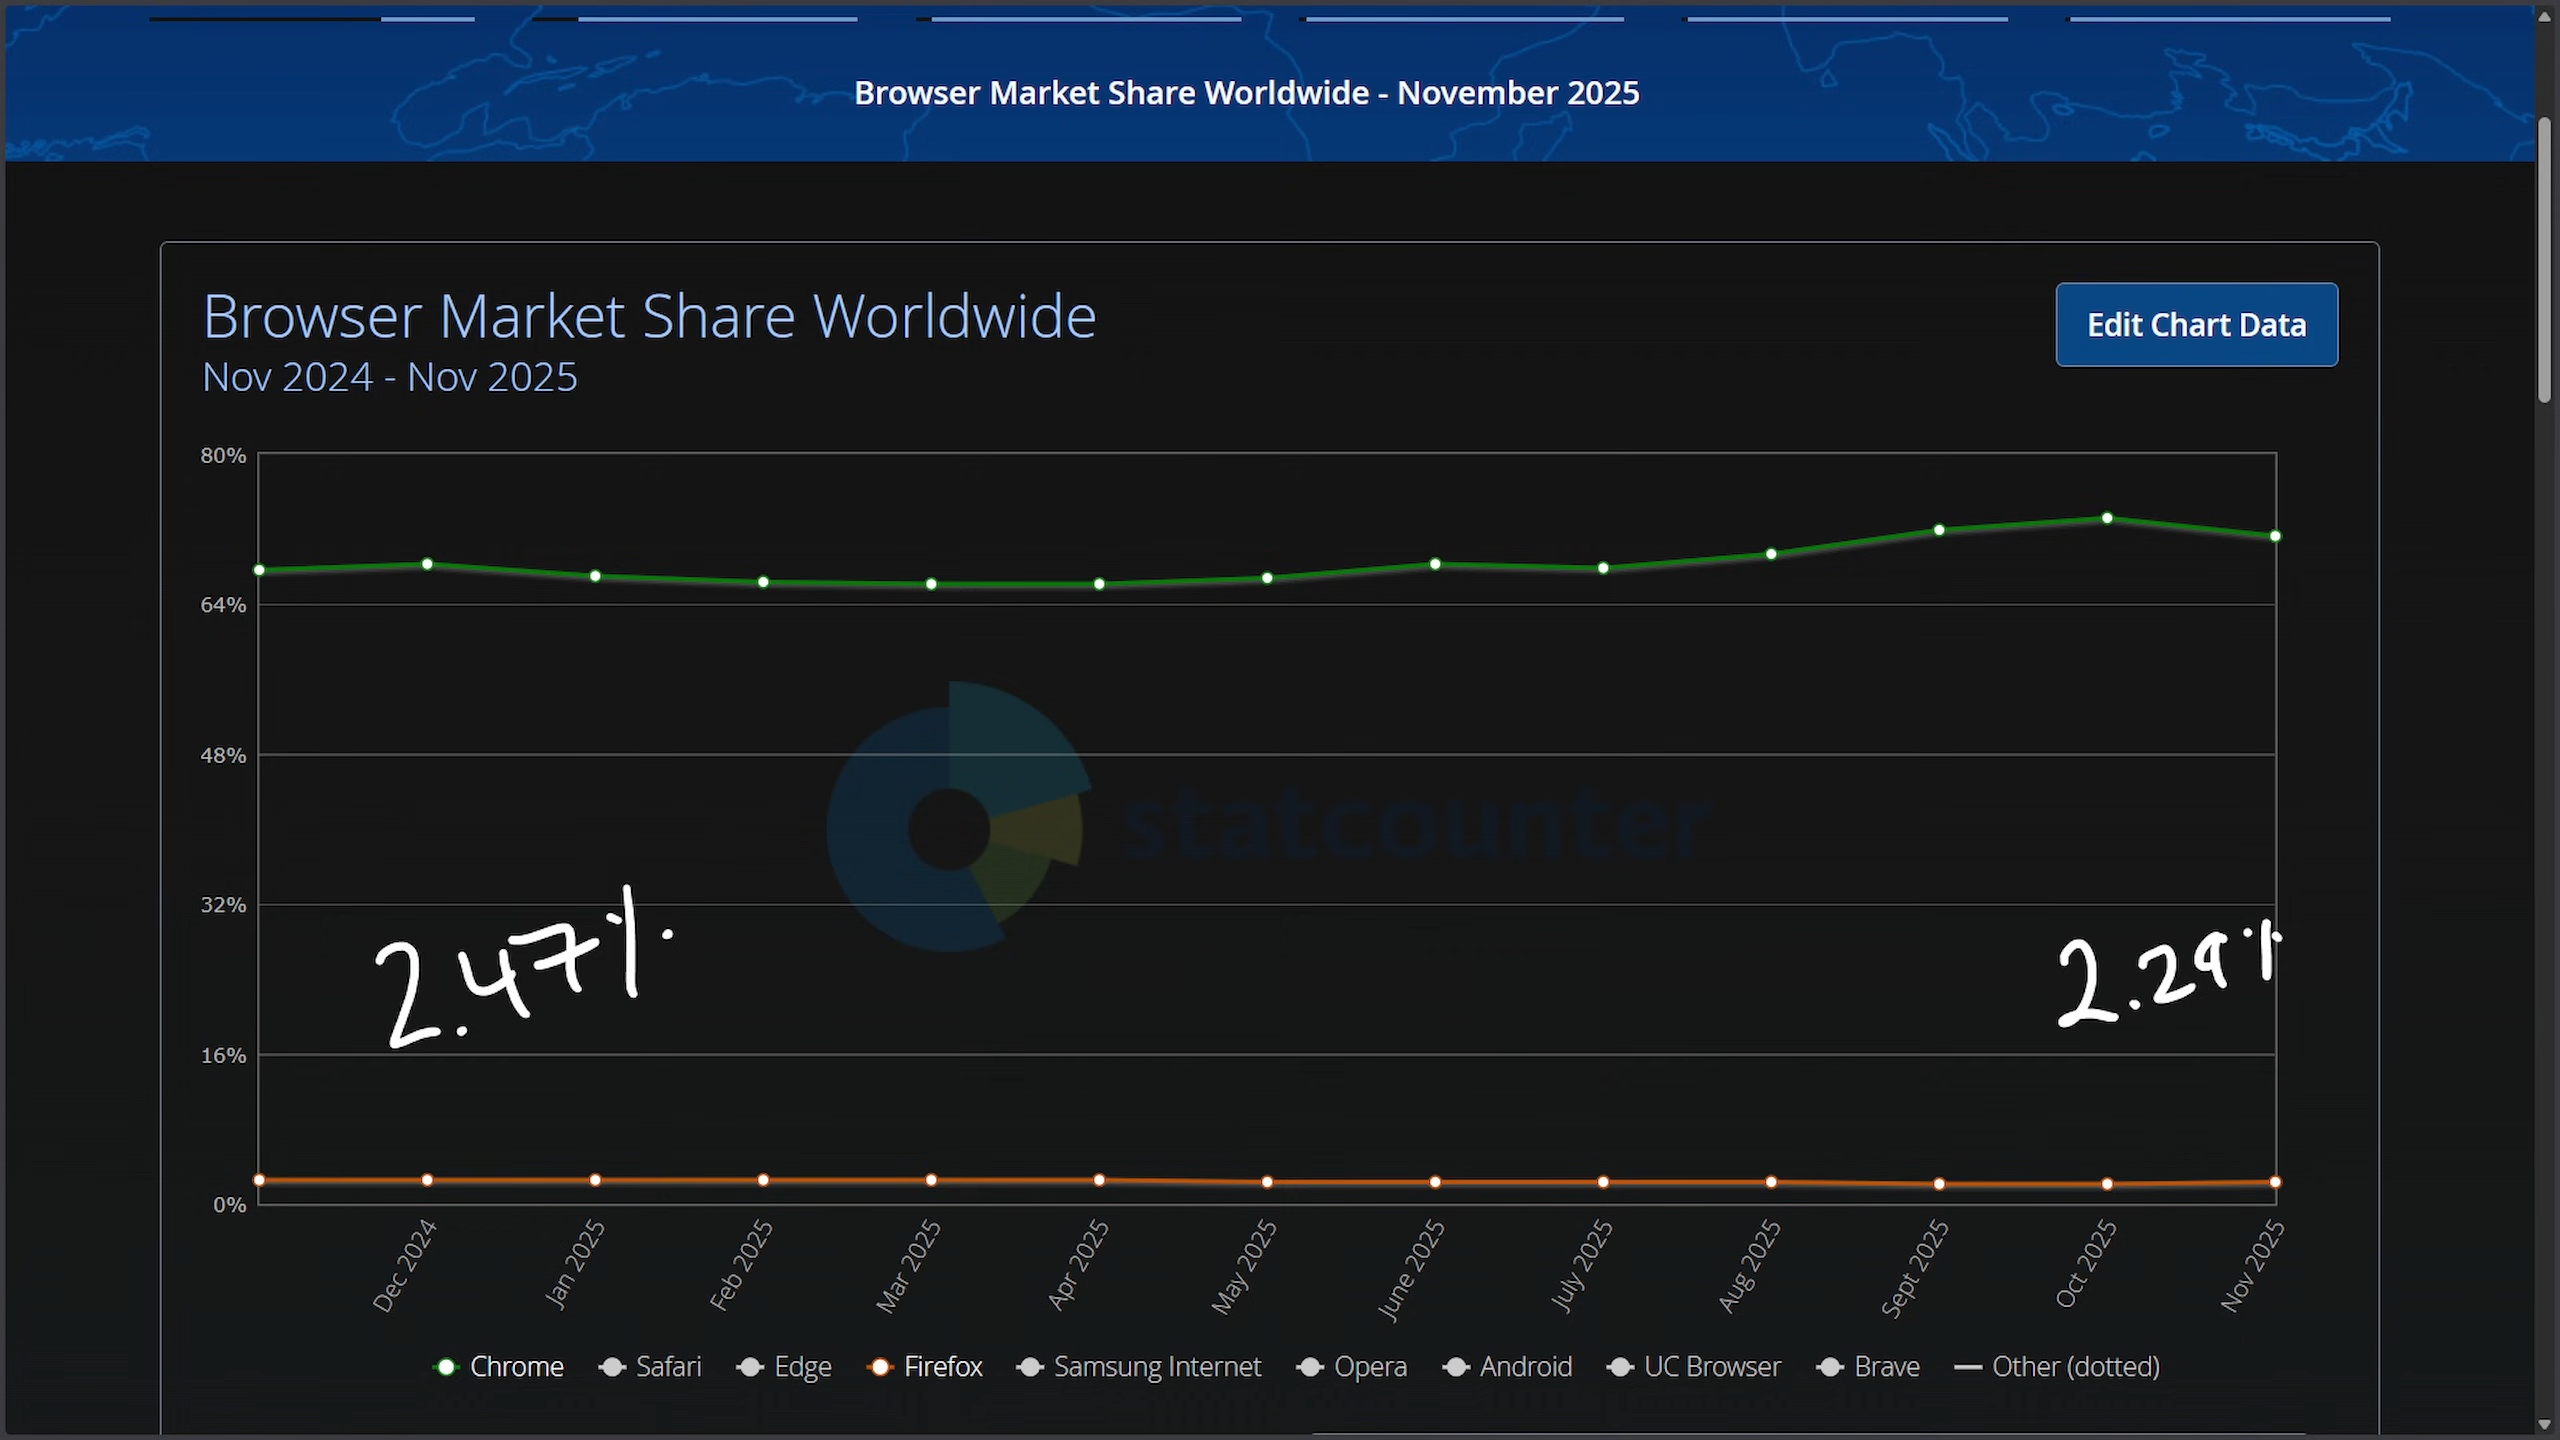 Browser Market Share Worldwide - November 2025
Browser Market Share Worldwide
Nov 2024 - Nov 2025
Edit Chart Data
80%
64%
48%
32%
16%
0%
statcounter
2.47%
2.29%
Dec 2024
Jan 2025
Feb 2025
Mar 2025
Apr 2025
May 2025
June 2025
July 2025
Aug 2025
Sept 2025
Oct 2025
Nov 2025
Chrome Safari Edge Firefox Samsung Internet Opera Android UC Browser Brave Other (dotted)